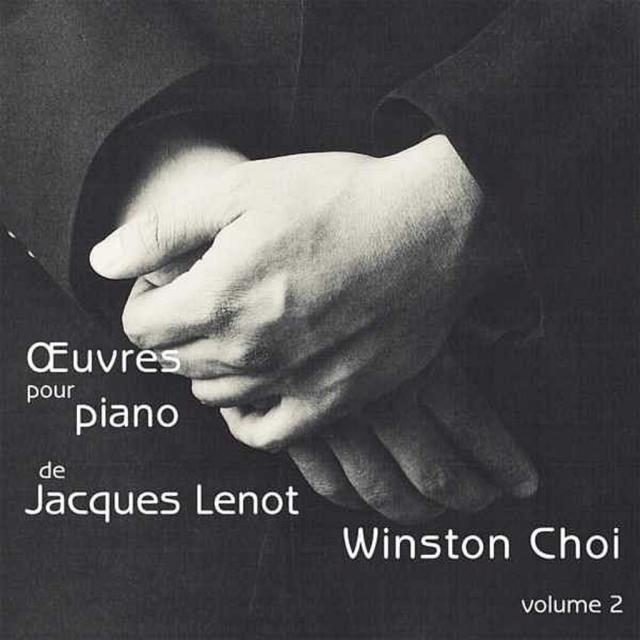 Œuvres
pour
piano
de
Jacques Lenot
Winston Choi
volume 2